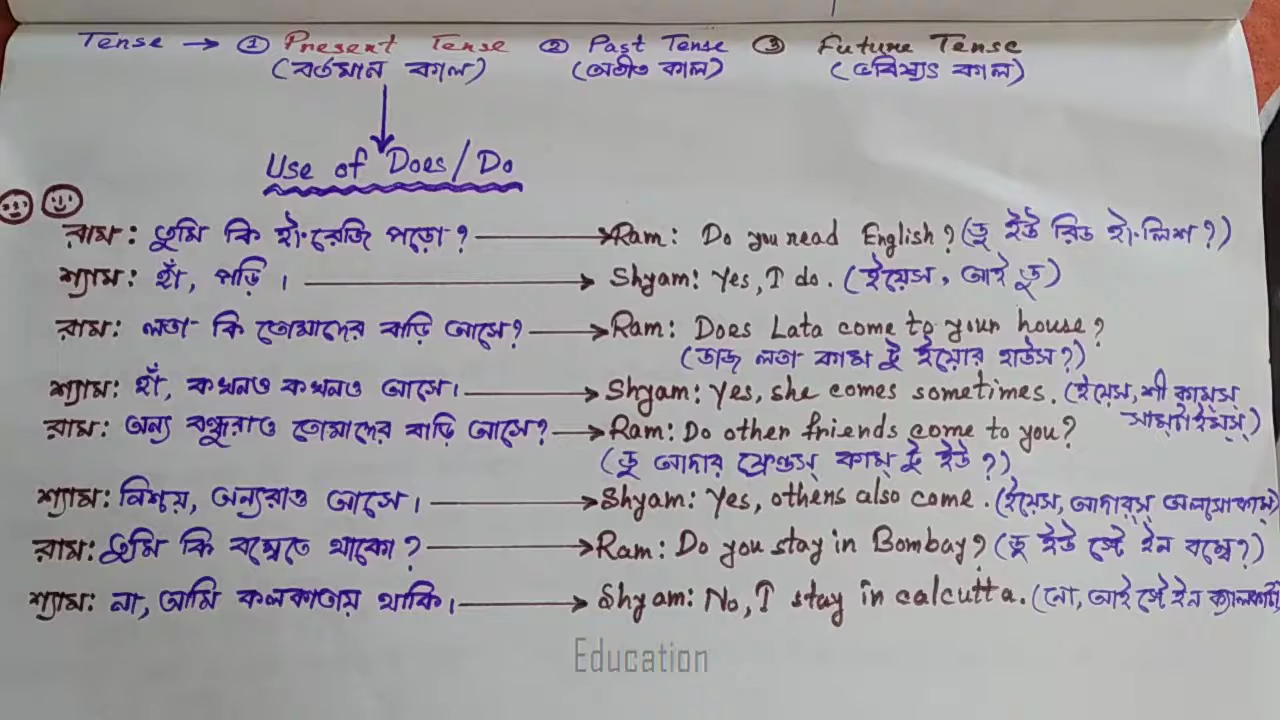 Tense → ① Present Tense ② Past Tense ③ Future Tense
(বর্তমান কাল) (অতীত কাল) (ভবিষ্যৎ কাল)
Use of Does/Do
রাম: তুমি কি ইংরেজি পড়ো? → Ram: Do you read English? (ডু ইউ রিড ইংলিশ?)
শ্যাম: হাঁ, পড়ি। → Shyam: Yes, I do. (ইয়েস, আই ডু)
রাম: লতা কি তোমাদের বাড়ি আসে? → Ram: Does Lata come to your house?
(ডাজ লতা কাম টু ইয়োর হাউস?)
শ্যাম: হাঁ, কখনও কখনও আসে। → Shyam: Yes, she comes sometimes. (ইয়েস, শী কাম্স্
সাম্টাইমস্)
রাম: অন্য বন্ধুরাও তোমাদের বাড়ি আসে? → Ram: Do other friends come to you?
(ডু আদার ফ্রেণ্ডস্ কাম্ টু ইউ?)
শ্যাম: নিশ্চয়, অন্যরাও আসে। → Shyam: Yes, others also come. (ইয়েস, আদার্স্ অলসো কাম্)
রাম: তুমি কি বম্বেতে থাকো? → Ram: Do you stay in Bombay? (ডু ইউ স্টে ইন বম্বে?)
শ্যাম: না, আমি কলকাতায় থাকি। → Shyam: No, I stay in calcutta. (নো, আই স্টে ইন ক্যালকাটা
Education